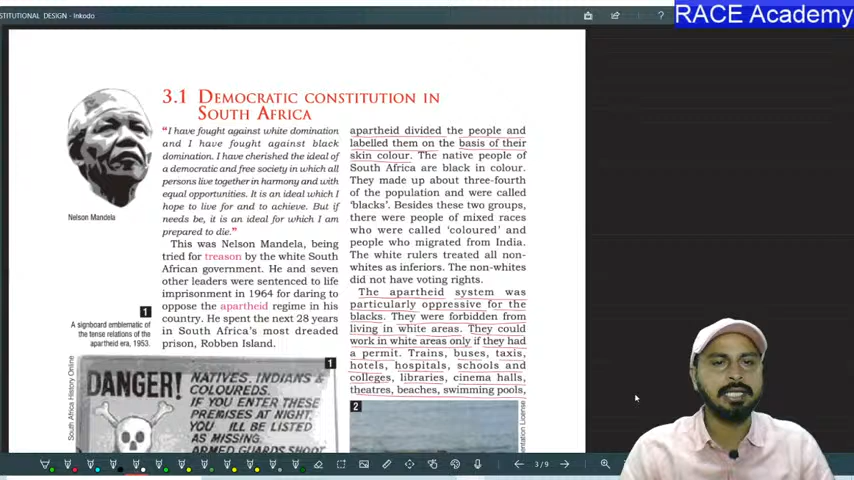 STITUTIONAL DESIGN - Inkodo
RACE Academy
3.1 DEMOCRATIC CONSTITUTION IN
SOUTH AFRICA
"I have fought against white domination
and I have fought against black
domination. I have cherished the ideal of
a democratic and free society in which all
persons live together in harmony and with
equal opportunities. It is an ideal which I
hope to live for and to achieve. But if
needs be, it is an ideal for which I am
prepared to die."
Nelson Mandela
This was Nelson Mandela, being
tried for treason by the white South
African government. He and seven
other leaders were sentenced to life
imprisonment in 1964 for daring to
oppose the apartheid regime in his
country. He spent the next 28 years
in South Africa's most dreaded
prison, Robben Island.
1
A signboard emblematic of
the tense relations of the
apartheid era, 1953.
South Africa History Online
1
DANGER!
NATIVES. INDIANS &
COLOUREDS.
IF YOU ENTER THESE
PREMISES AT NIGHT,
YOU ILL BE LISTED
AS MISSING.
ARMED GUARDS SHOOT
apartheid divided the people and
labelled them on the basis of their
skin colour. The native people of
South Africa are black in colour.
They made up about three-fourth
of the population and were called
'blacks'. Besides these two groups,
there were people of mixed races
who were called 'coloured' and
people who migrated from India.
The white rulers treated all non-
whites as inferiors. The non-whites
did not have voting rights.
The apartheid system was
particularly oppressive for the
blacks. They were forbidden from
living in white areas. They could
work in white areas only if they had
a permit. Trains, buses, taxis,
hotels, hospitals, schools and
colleges, libraries, cinema halls,
theatres, beaches, swimming pools,
2
entation License
3/9